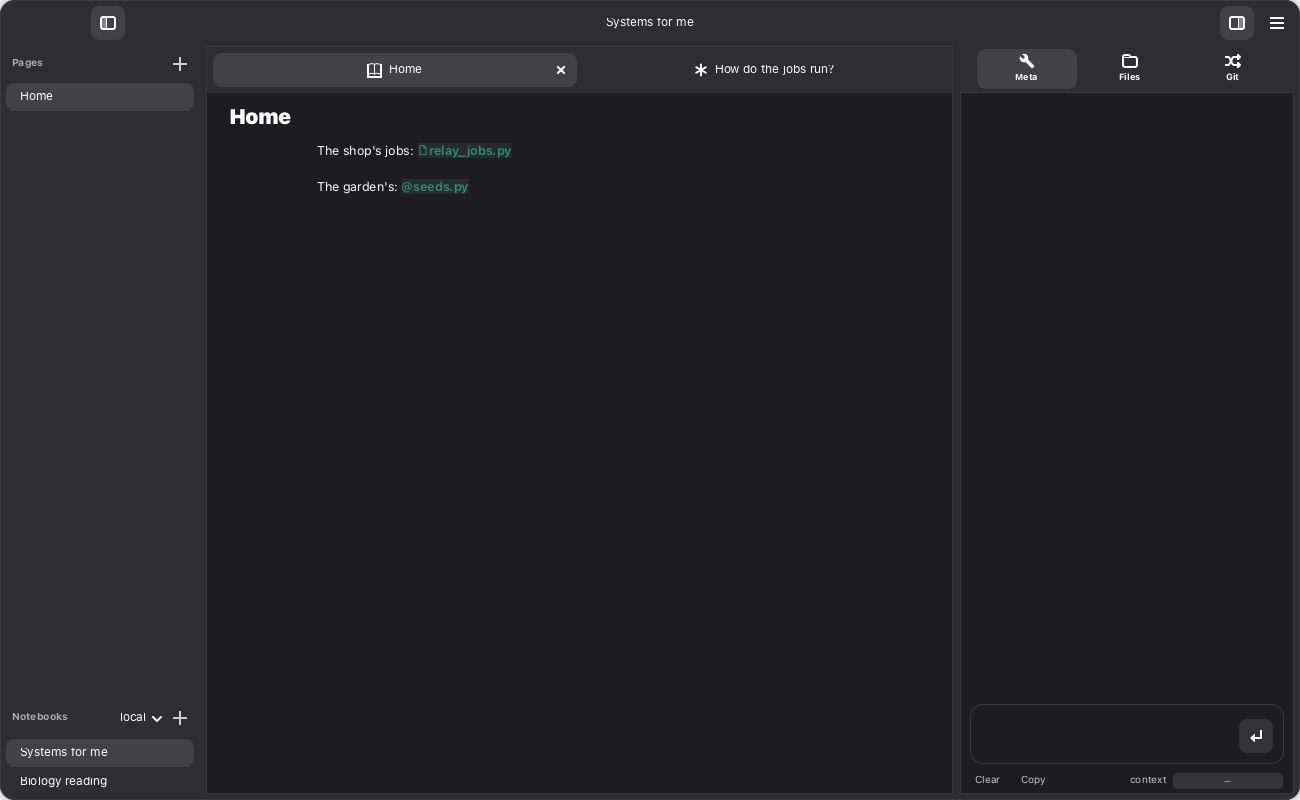 Systems for me
Pages
Home
Home
How do the jobs run?
Home
The shop's jobs: relay_jobs.py
The garden's: @seeds.py
Meta
Files
Git
Notebooks
local
Systems for me
Biology reading
Clear
Copy
context
–